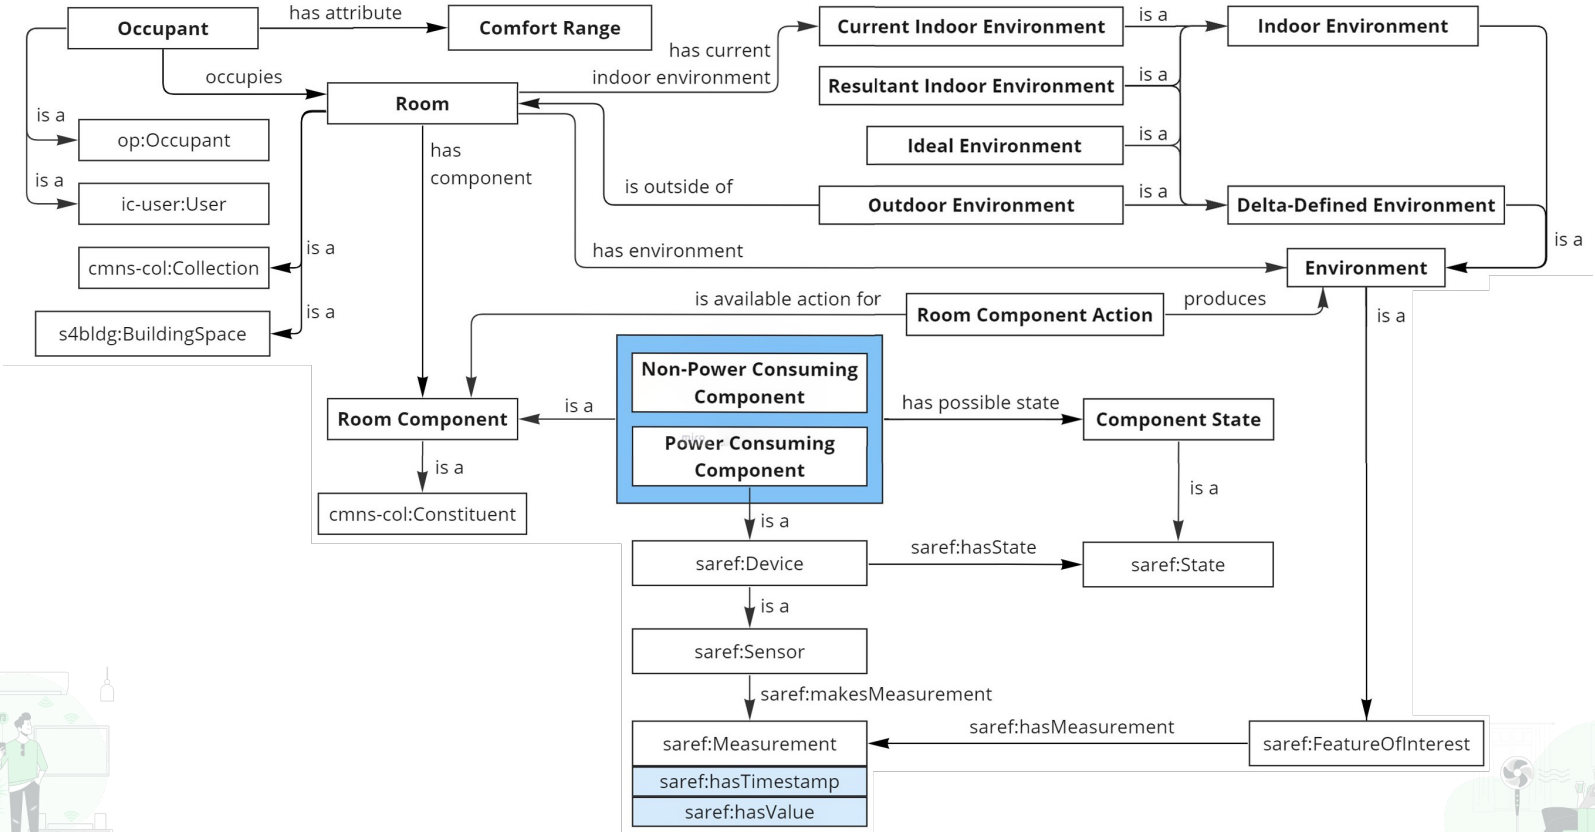 Occupant
has attribute
Comfort Range
has current
indoor environment
Current Indoor Environment
is a
Indoor Environment
occupies
Room
Resultant Indoor Environment
is a
is a
op:Occupant
has
component
Ideal Environment
is a
is a
ic-user:User
is outside of
Outdoor Environment
is a
Delta-Defined Environment
is a
is a
cmns-col:Collection
has environment
Environment
is a
s4bldg:BuildingSpace
is available action for
Room Component Action
produces
is a
Non-Power Consuming
Component
Room Component
is a
has possible state
Component State
miro
Power Consuming
Component
is a
cmns-col:Constituent
is a
is a
saref:Device
saref:hasState
saref:State
is a
saref:Sensor
saref:makesMeasurement
saref:Measurement
saref:hasMeasurement
saref:FeatureOfInterest
saref:hasTimestamp
saref:hasValue